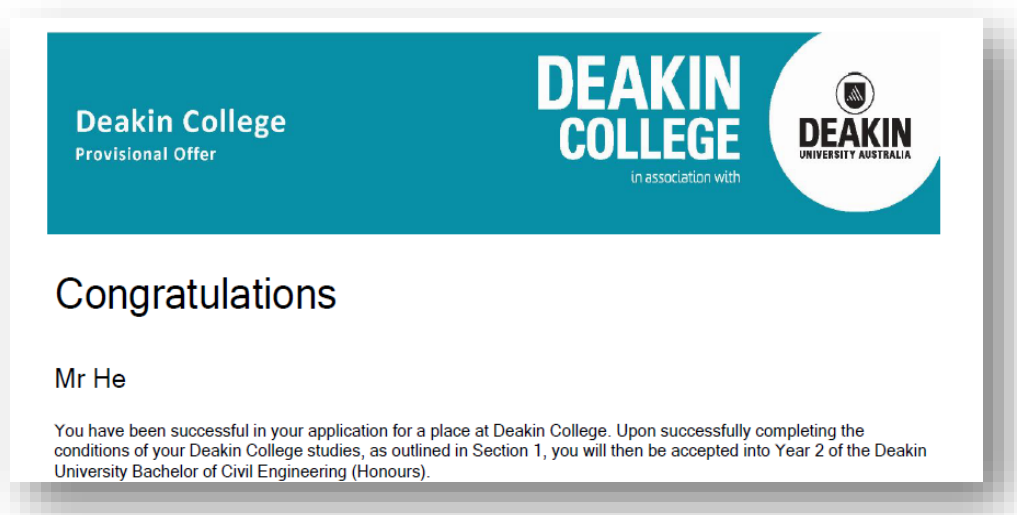 Deakin College
Provisional Offer
DEAKIN
COLLEGE
in association with
DEAKIN
UNIVERSITY AUSTRALIA
Congratulations
Mr He
You have been successful in your application for a place at Deakin College. Upon successfully completing the
conditions of your Deakin College studies, as outlined in Section 1, you will then be accepted into Year 2 of the Deakin
University Bachelor of Civil Engineering (Honours).